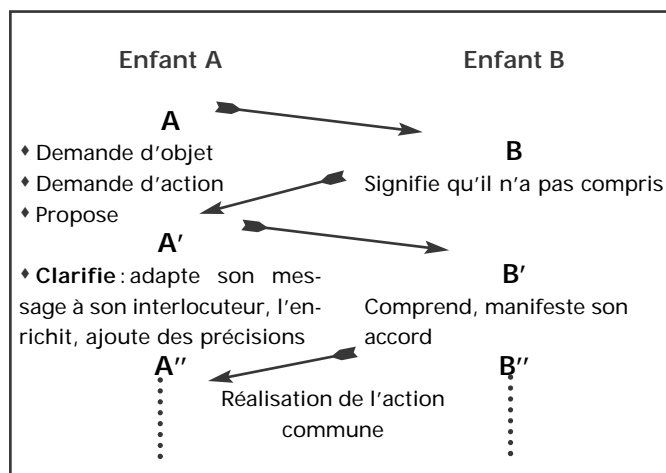 Enfant A Enfant B
A
♦ Demande d'objet
B
♦ Demande d'action
Signifie qu'il n'a pas compris
♦ Propose
A'
♦ Clarifie : adapte son mes-
B'
sage à son interlocuteur, l'en-
Comprend, manifeste son
richit, ajoute des précisions
accord
A''
B''
Réalisation de l'action
commune